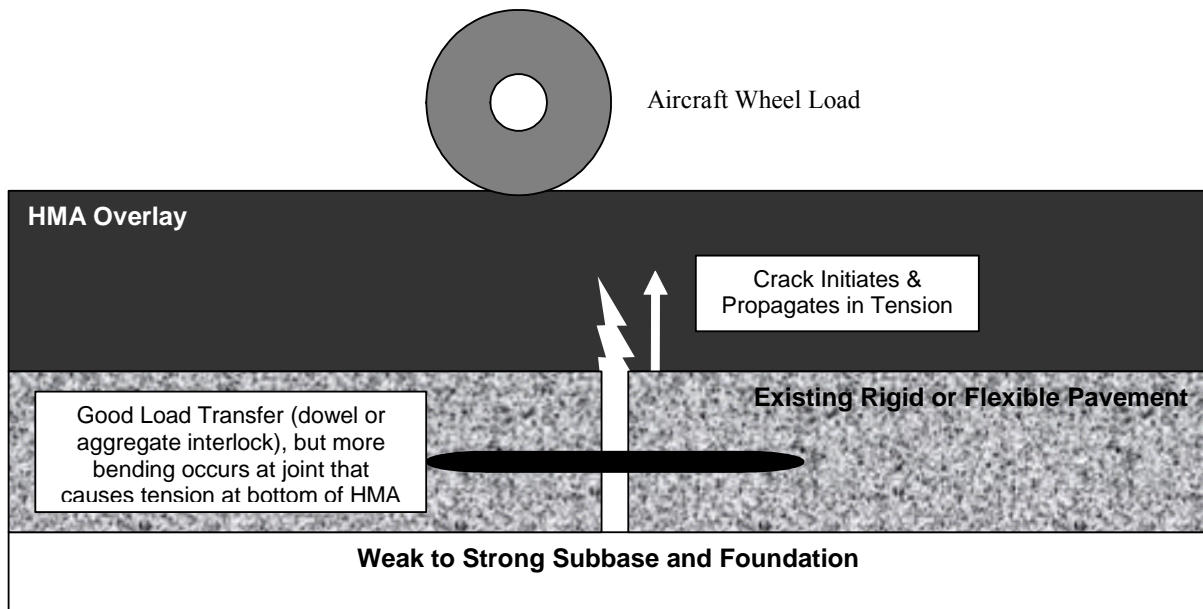 Aircraft Wheel Load
HMA Overlay
Crack Initiates &
Propagates in Tension
Existing Rigid or Flexible Pavement
Good Load Transfer (dowel or
aggregate interlock), but more
bending occurs at joint that
causes tension at bottom of HMA
Weak to Strong Subbase and Foundation